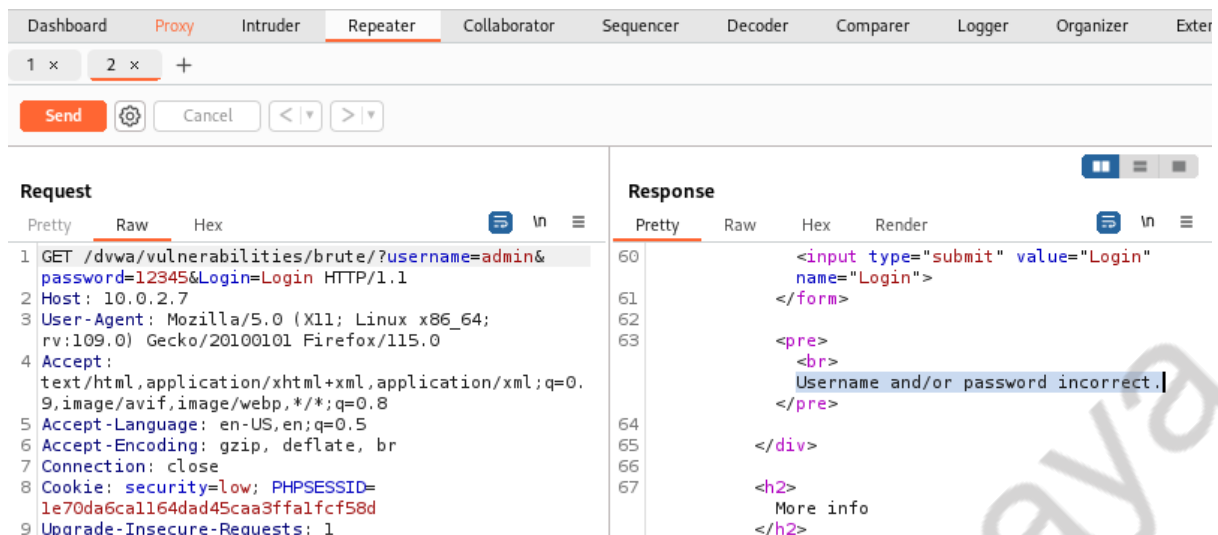 Dashboard Proxy Intruder Repeater Collaborator Sequencer Decoder Comparer Logger Organizer Exter
1 × 2 × +
Send Cancel < > 
Request
Pretty Raw Hex \n
1 GET /dvwa/vulnerabilities/brute/?username=admin&
password=12345&Login=Login HTTP/1.1
2 Host: 10.0.2.7
3 User-Agent: Mozilla/5.0 (X11; Linux x86_64;
rv:109.0) Gecko/20100101 Firefox/115.0
4 Accept:
text/html,application/xhtml+xml,application/xml;q=0.
9,image/avif,image/webp,*/*;q=0.8
5 Accept-Language: en-US,en;q=0.5
6 Accept-Encoding: gzip, deflate, br
7 Connection: close
8 Cookie: security=low; PHPSESSID=
1e70da6ca1164dad45caa3ffa1fcf58d
9 Upgrade-Insecure-Requests: 1
Response
Pretty Raw Hex Render \n
60 <input type="submit" value="Login"
name="Login">
61 </form>
62
63 <pre>
<br>
Username and/or password incorrect.
</pre>
64
65 </div>
66
67 <h2>
More info
</h2>
aya